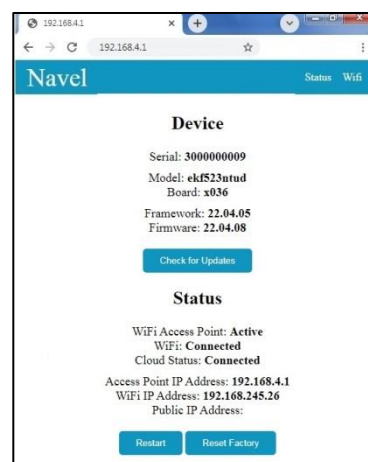 192.168.4.1
192.168.4.1
Navel
Status Wifi
Device
Serial: 3000000009
Model: ekf523ntud
Board: x036
Framework: 22.04.05
Firmware: 22.04.08
Check for Updates
Status
WiFi Access Point: Active
WiFi: Connected
Cloud Status: Connected
Access Point IP Address: 192.168.4.1
WiFi IP Address: 192.168.245.26
Public IP Address:
Restart Reset Factory